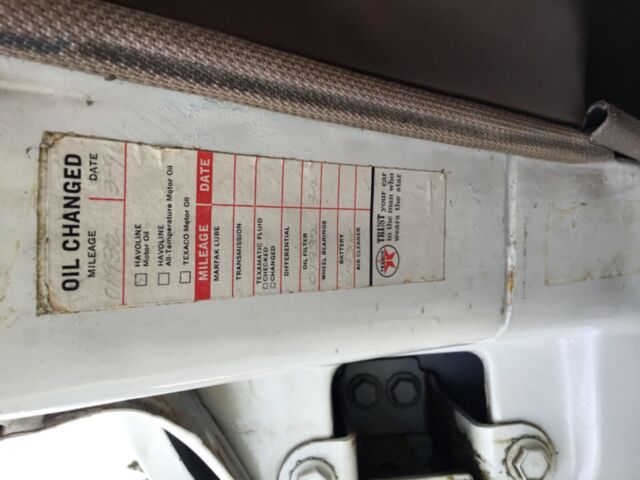 OIL CHANGED
MILEAGE DATE
HAVOLINE
Motor Oil
HAVOLINE
All-Temperature Motor Oil
TEXACO Motor Oil
MILEAGE DATE
MARFAK LUBE
TRANSMISSION
TEXAMATIC FLUID
CHECKED
CHANGED
DIFFERENTIAL
OIL FILTER
WHEEL BEARINGS
BATTERY
AIR CLEANER
TEXACO
TRUST your car
to the man who
wears the star